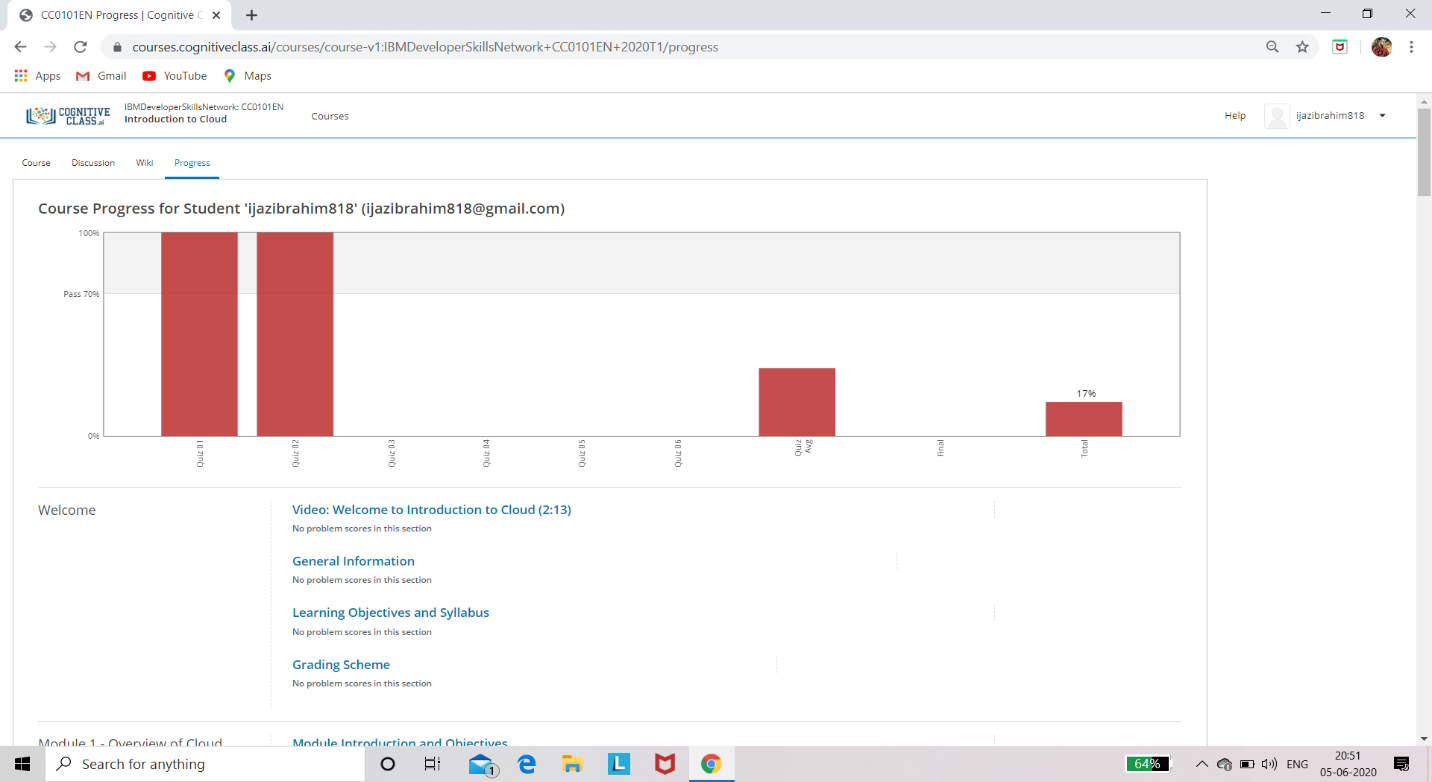 CC0101EN Progress | Cognitive C
courses.cognitiveclass.ai/courses/course-v1:IBMDeveloperSkillsNetwork+CC0101EN+2020T1/progress
Apps Gmail YouTube Maps
COGNITIVE CLASS.ai
IBMDeveloperSkillsNetwork: CC0101EN
Introduction to Cloud
Courses
Help ijazibrahim818
Course Discussion Wiki Progress
Course Progress for Student 'ijazibrahim818' (ijazibrahim818@gmail.com)
100%
Pass 70%
17%
0%
Quiz 01 Quiz 02 Quiz 03 Quiz 04 Quiz 05 Quiz 06 Quiz Avg Final Total
Welcome
Video: Welcome to Introduction to Cloud (2:13)
No problem scores in this section
General Information
No problem scores in this section
Learning Objectives and Syllabus
No problem scores in this section
Grading Scheme
No problem scores in this section
Module 1 - Overview of Cloud Module Introduction and Objectives
Search for anything
1
L
64%
ENG
20:51
05-06-2020